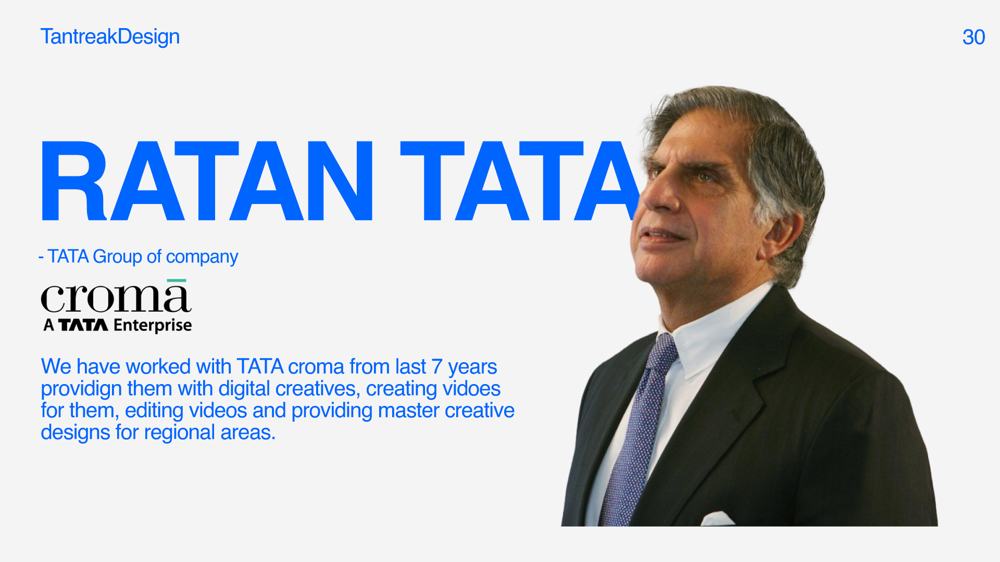 TantreakDesign
30
RATAN TATA
- TATA Group of company
croma
A TATA Enterprise
We have worked with TATA croma from last 7 years
providign them with digital creatives, creating vidoes
for them, editing videos and providing master creative
designs for regional areas.